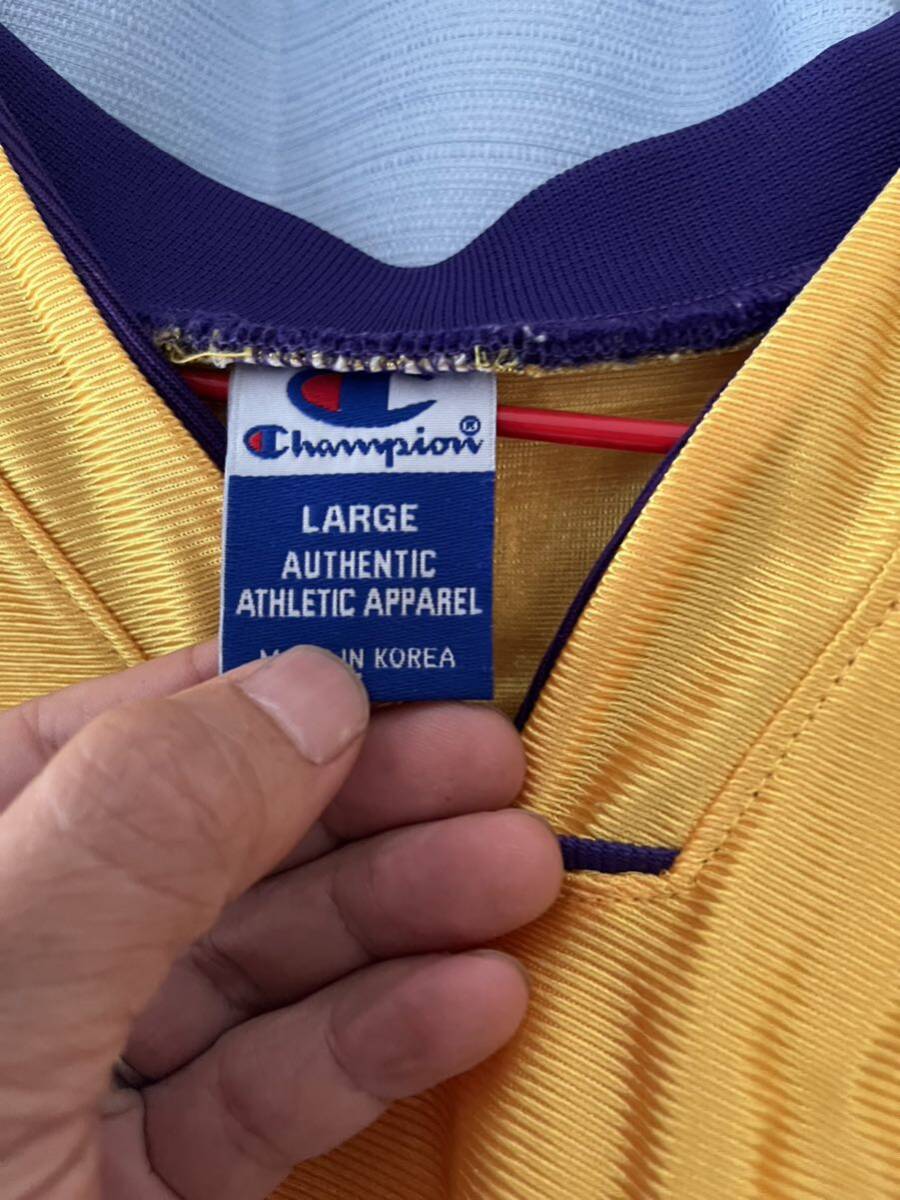 Champion®
LARGE
AUTHENTIC
ATHLETIC APPAREL
IN KOREA